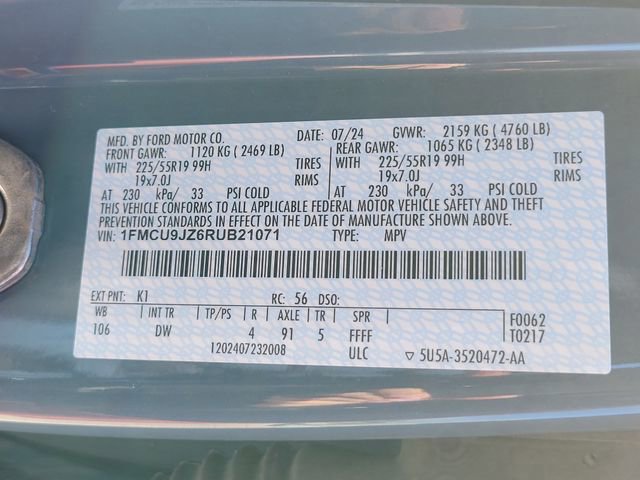 MFD. BY FORD MOTOR CO. DATE: 07/24 GVWR: 2159 KG ( 4760 LB)
FRONT GAWR: 1120 KG ( 2469 LB) REAR GAWR: 1065 KG ( 2348 LB)
WITH 225/55R19 99H TIRES WITH 225/55R19 99H TIRES
19x7.0J RIMS 19x7.0J RIMS
AT 230 kPa/ 33 PSI COLD AT 230 kPa/ 33 PSI COLD
THIS VEHICLE CONFORMS TO ALL APPLICABLE FEDERAL MOTOR VEHICLE SAFETY AND THEFT
PREVENTION STANDARDS IN EFFECT ON THE DATE OF MANUFACTURE SHOWN ABOVE.
VIN: 1FMCU9JZ6RUB21071 TYPE: MPV
EXT PNT: K1 RC: 56 DSO:
WB INT TR TP/PS R AXLE TR SPR F0062
106 DW 4 91 5 FFFF T0217
1202407232008 ULC ▽ 5U5A-3520472-AA